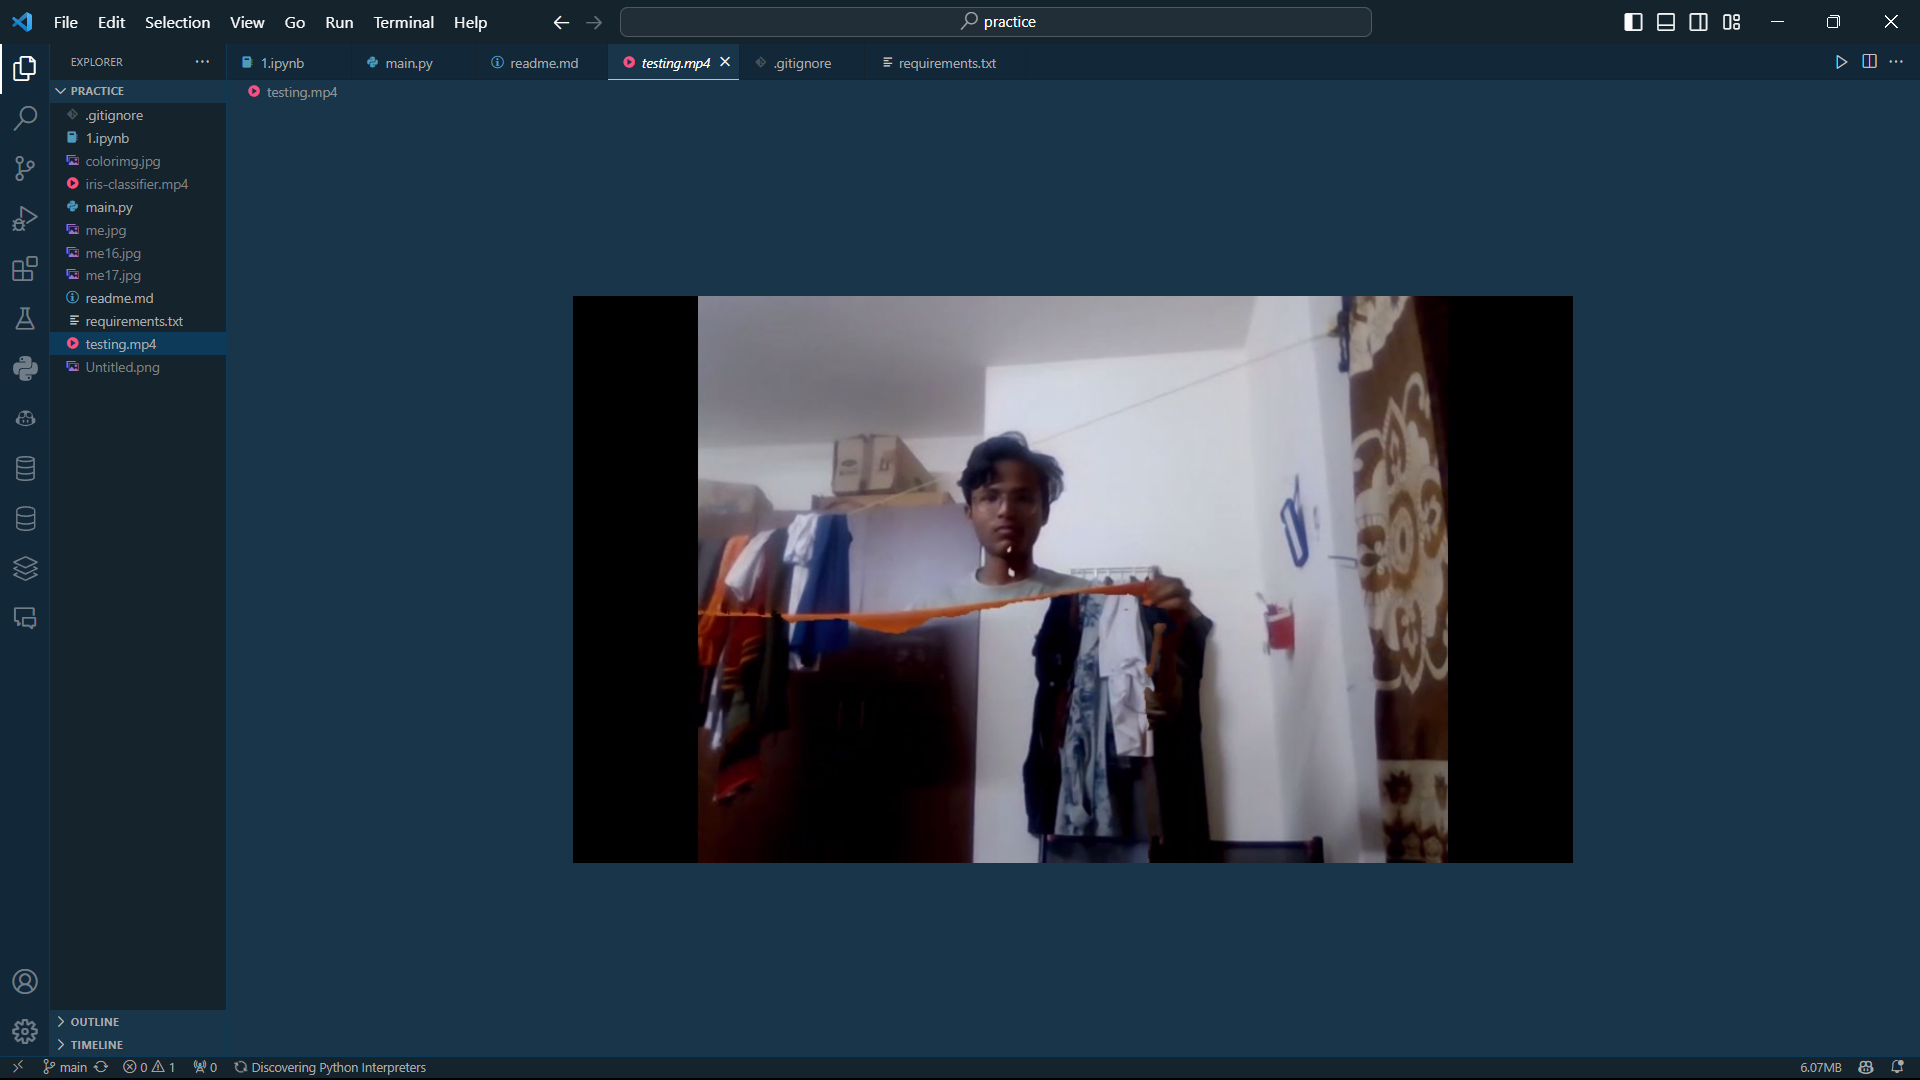 File Edit Selection View Go Run Terminal Help
practice
EXPLORER
1.ipynb
main.py
readme.md
testing.mp4
.gitignore
requirements.txt
PRACTICE
testing.mp4
.gitignore
1.ipynb
colorimg.jpg
iris-classifier.mp4
main.py
me.jpg
me16.jpg
me17.jpg
readme.md
requirements.txt
testing.mp4
Untitled.png
OUTLINE
TIMELINE
main 0 1 0 Discovering Python Interpreters
6.07MB